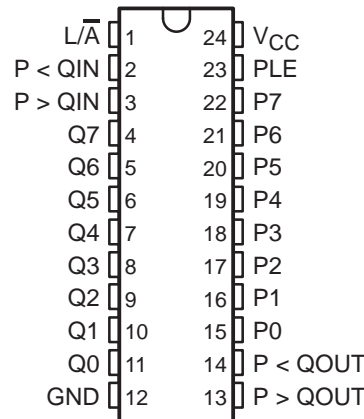 L/A̅ 1 24 VCC
P < QIN 2 23 PLE
P > QIN 3 22 P7
Q7 4 21 P6
Q6 5 20 P5
Q5 6 19 P4
Q4 7 18 P3
Q3 8 17 P2
Q2 9 16 P1
Q1 10 15 P0
Q0 11 14 P < QOUT
GND 12 13 P > QOUT